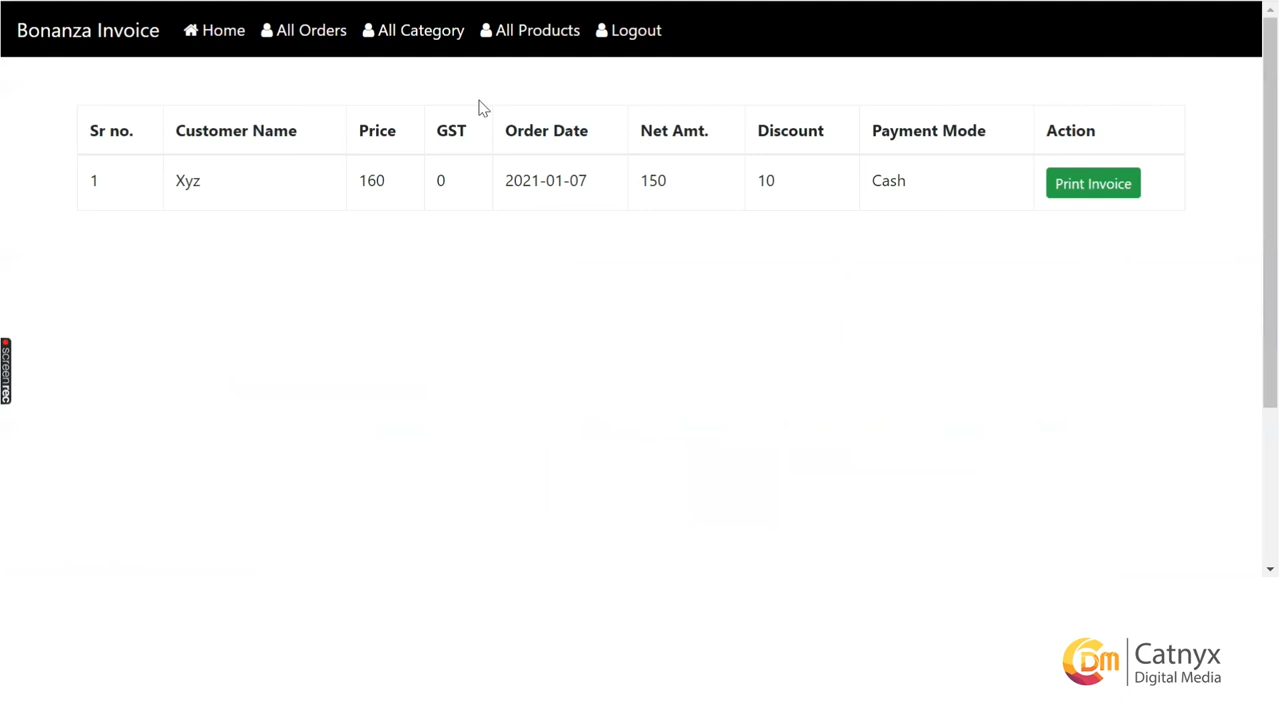 Bonanza Invoice Home All Orders All Category All Products Logout
Sr no. Customer Name Price GST Order Date Net Amt. Discount Payment Mode Action
1 Xyz 160 0 2021-01-07 150 10 Cash Print Invoice
screenrec
CDM Catnyx
Digital Media